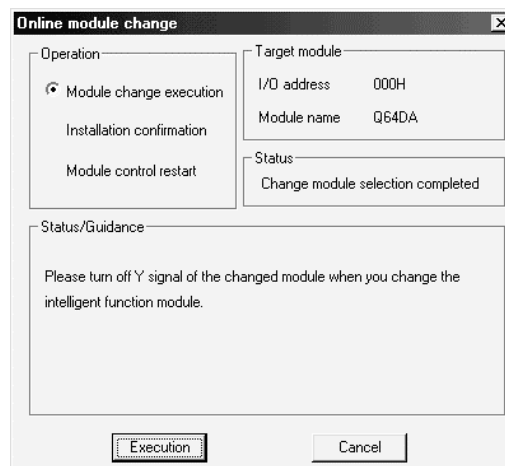 Online module change
Operation
Module change execution
Installation confirmation
Module control restart
Target module
I/O address 000H
Module name Q64DA
Status
Change module selection completed
Status/Guidance
Please turn off Y signal of the changed module when you change the
intelligent function module.
Execution Cancel